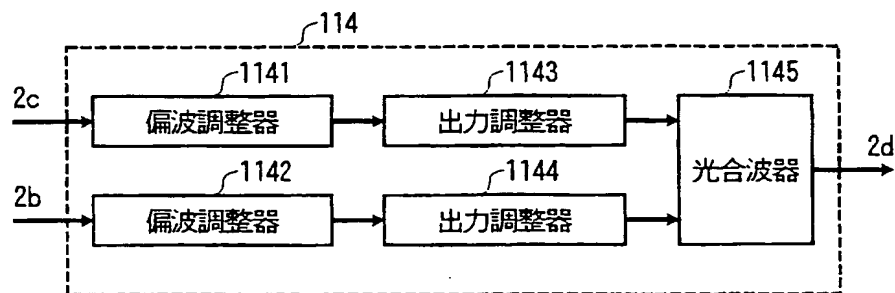 114
2c
1141
偏波調整器
1143
出力調整器
1145
光合波器
2d
2b
1142
偏波調整器
1144
出力調整器